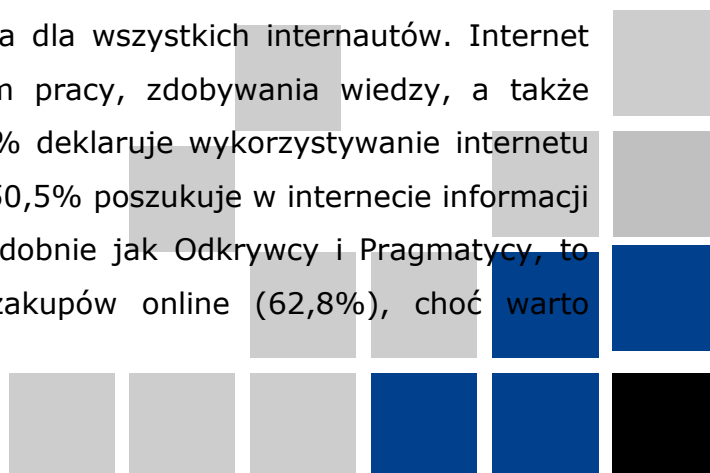 a dla wszystkich internautów. Internet
pracy, zdobywania wiedzy, a także
% deklaruje wykorzystywanie internetu
0,5% poszukuje w internecie informacji
dobnie jak Odkrywcy i Pragmatycy, to
zakupów online (62,8%), choć warto